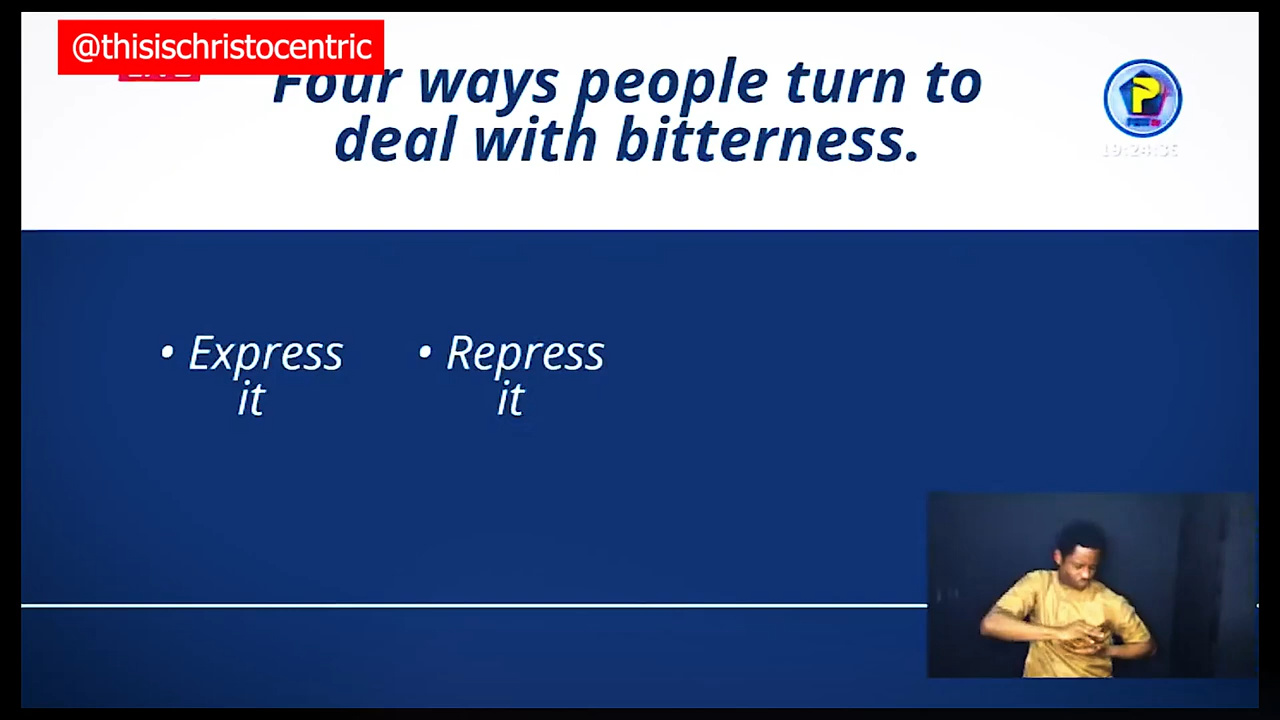 @thisischristocentric
Four ways people turn to
deal with bitterness.
• Express
it
• Repress
it